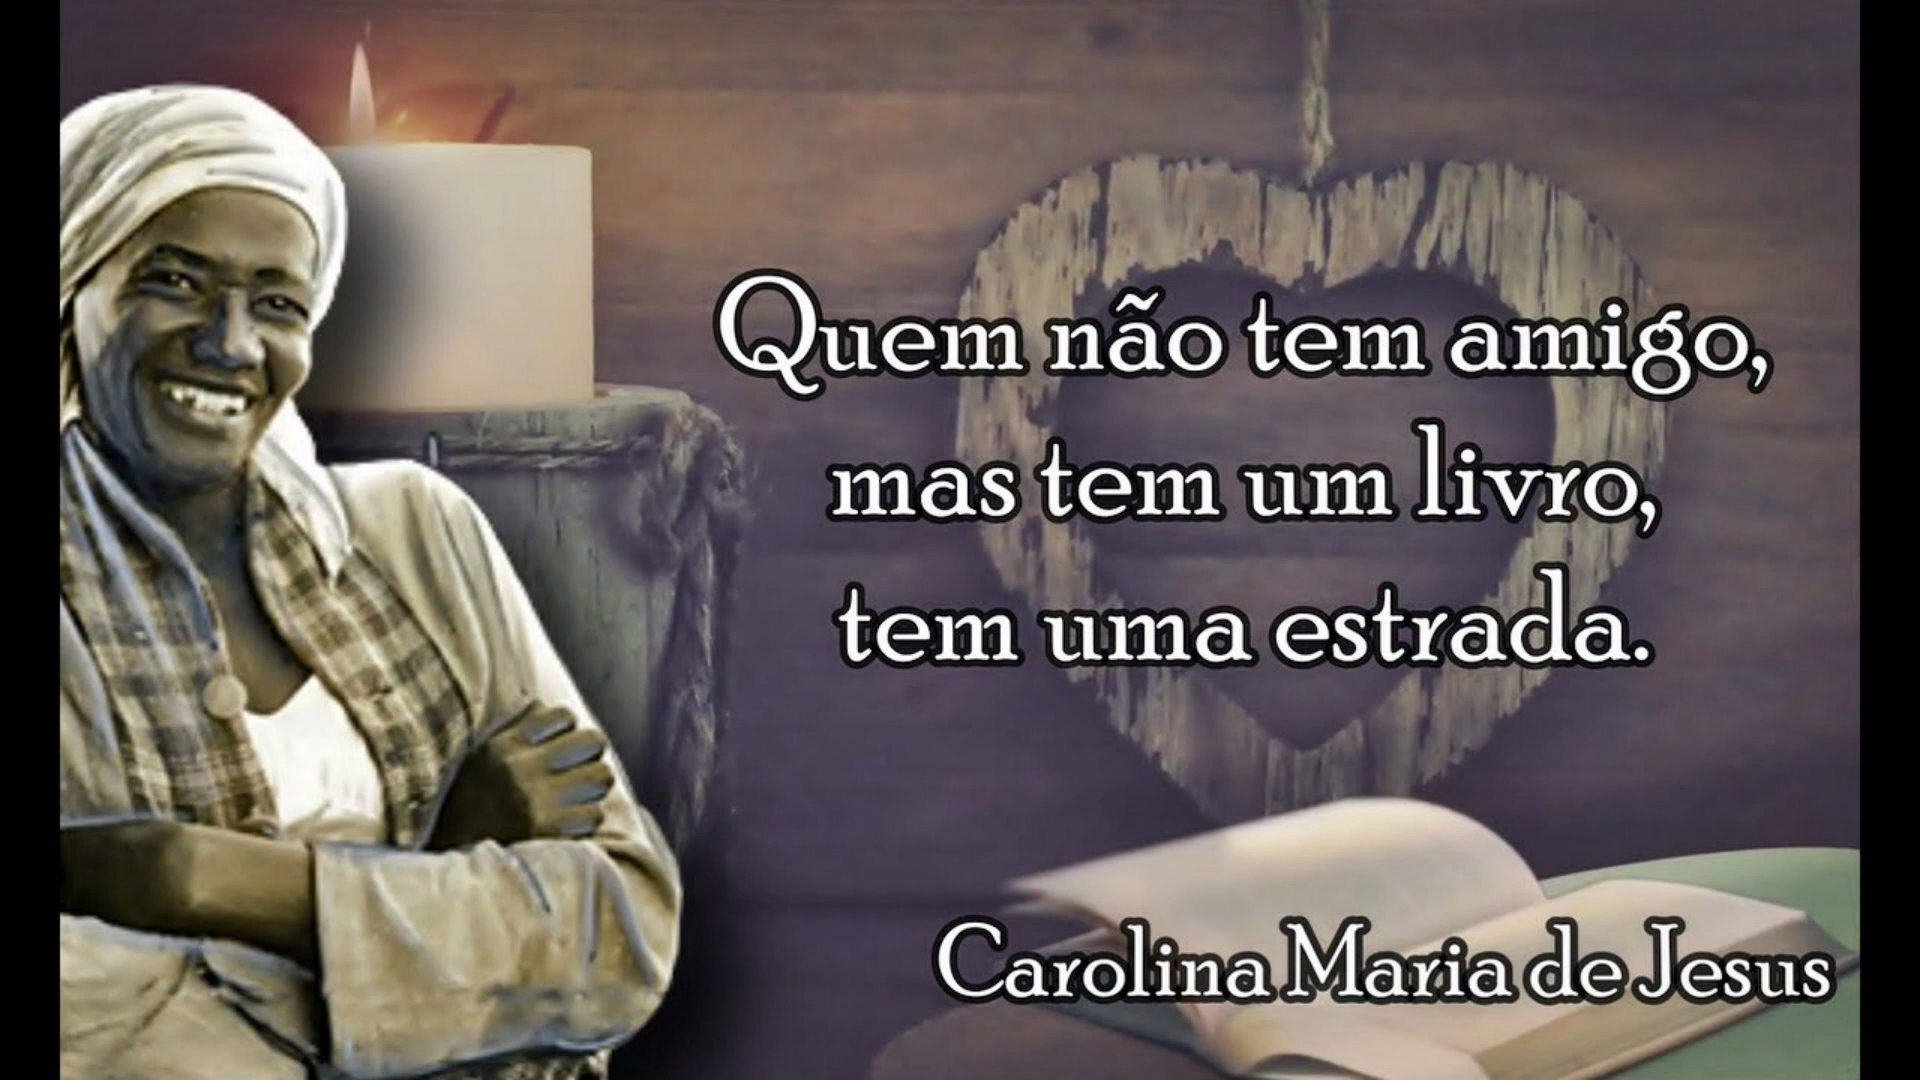 Quem não tem amigo,
mas tem um livro,
tem uma estrada.
Carolina Maria de Jesus